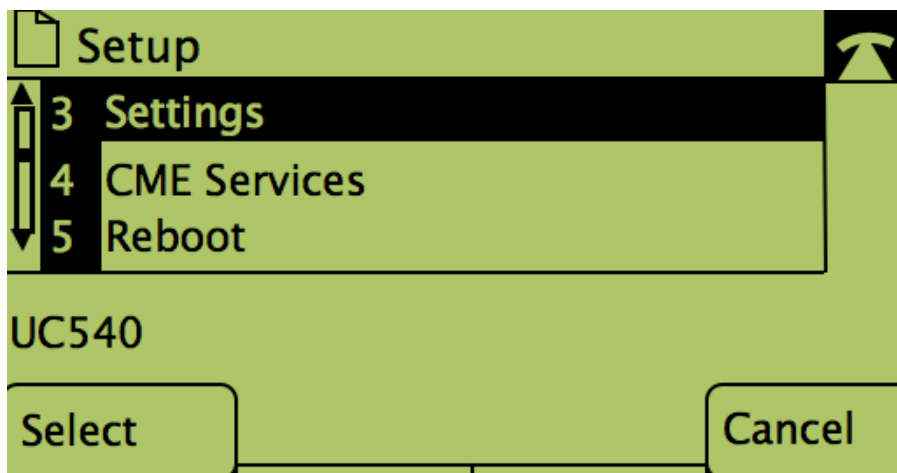 Setup
3 Settings
4 CME Services
5 Reboot
UC540
Select Cancel